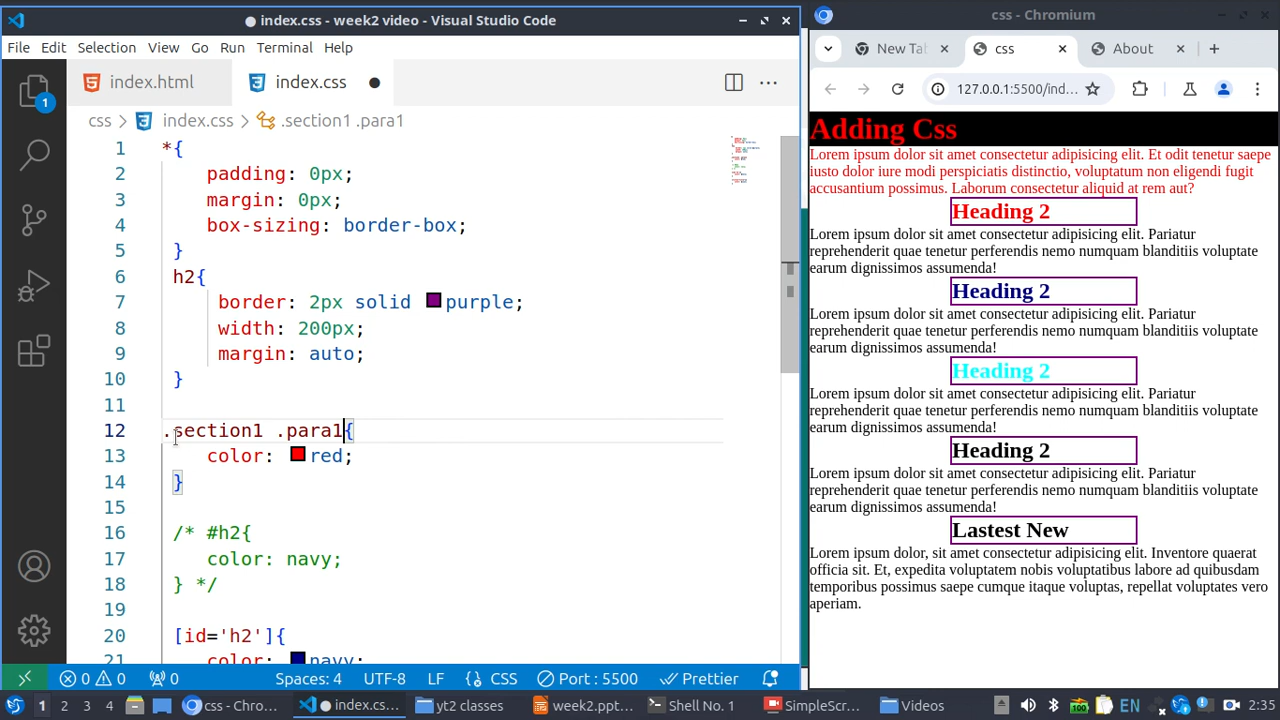 ● index.css - week2 video - Visual Studio Code
File Edit Selection View Go Run Terminal Help
index.html
index.css ●
css > index.css > .section1 .para1
1 *{
2 padding: 0px;
3 margin: 0px;
4 box-sizing: border-box;
5 }
6 h2{
7 border: 2px solid purple;
8 width: 200px;
9 margin: auto;
10 }
11
12 .section1 .para1{
13 color: red;
14 }
15
16 /* #h2{
17 color: navy;
18 } */
19
20 [id='h2']{
21 color: navy;
1
0 0 0 Spaces: 4 UTF-8 LF {} CSS Port : 5500 Prettier
css - Chromium
New Tab css About
127.0.0.1:5500/ind...
Adding Css
Lorem ipsum dolor sit amet consectetur adipisicing elit. Et odit tenetur saepe
iusto dolor iure modi perspiciatis distinctio, voluptatum non eligendi fugit
accusantium possimus. Laborum consectetur aliquid at rem aut?
Heading 2
Lorem ipsum dolor sit amet consectetur adipisicing elit. Pariatur
reprehenderit quae tenetur perferendis nemo numquam blanditiis voluptate
earum dignissimos assumenda!
Heading 2
Lorem ipsum dolor sit amet consectetur adipisicing elit. Pariatur
reprehenderit quae tenetur perferendis nemo numquam blanditiis voluptate
earum dignissimos assumenda!
Heading 2
Lorem ipsum dolor sit amet consectetur adipisicing elit. Pariatur
reprehenderit quae tenetur perferendis nemo numquam blanditiis voluptate
earum dignissimos assumenda!
Heading 2
Lorem ipsum dolor sit amet consectetur adipisicing elit. Pariatur
reprehenderit quae tenetur perferendis nemo numquam blanditiis voluptate
earum dignissimos assumenda!
Lastest New
Lorem ipsum dolor, sit amet consectetur adipisicing elit. Inventore quaerat
officia sit. Et, expedita voluptatem nobis voluptatibus labore ad quibusdam
temporibus possimus saepe cumque itaque voluptas, repellat voluptates vero
aperiam.
1 2 3 4 css - Chro... ● index.cs... yt2 classes week2.ppt... Shell No. 1 SimpleScr... Videos 100 EN 2:35